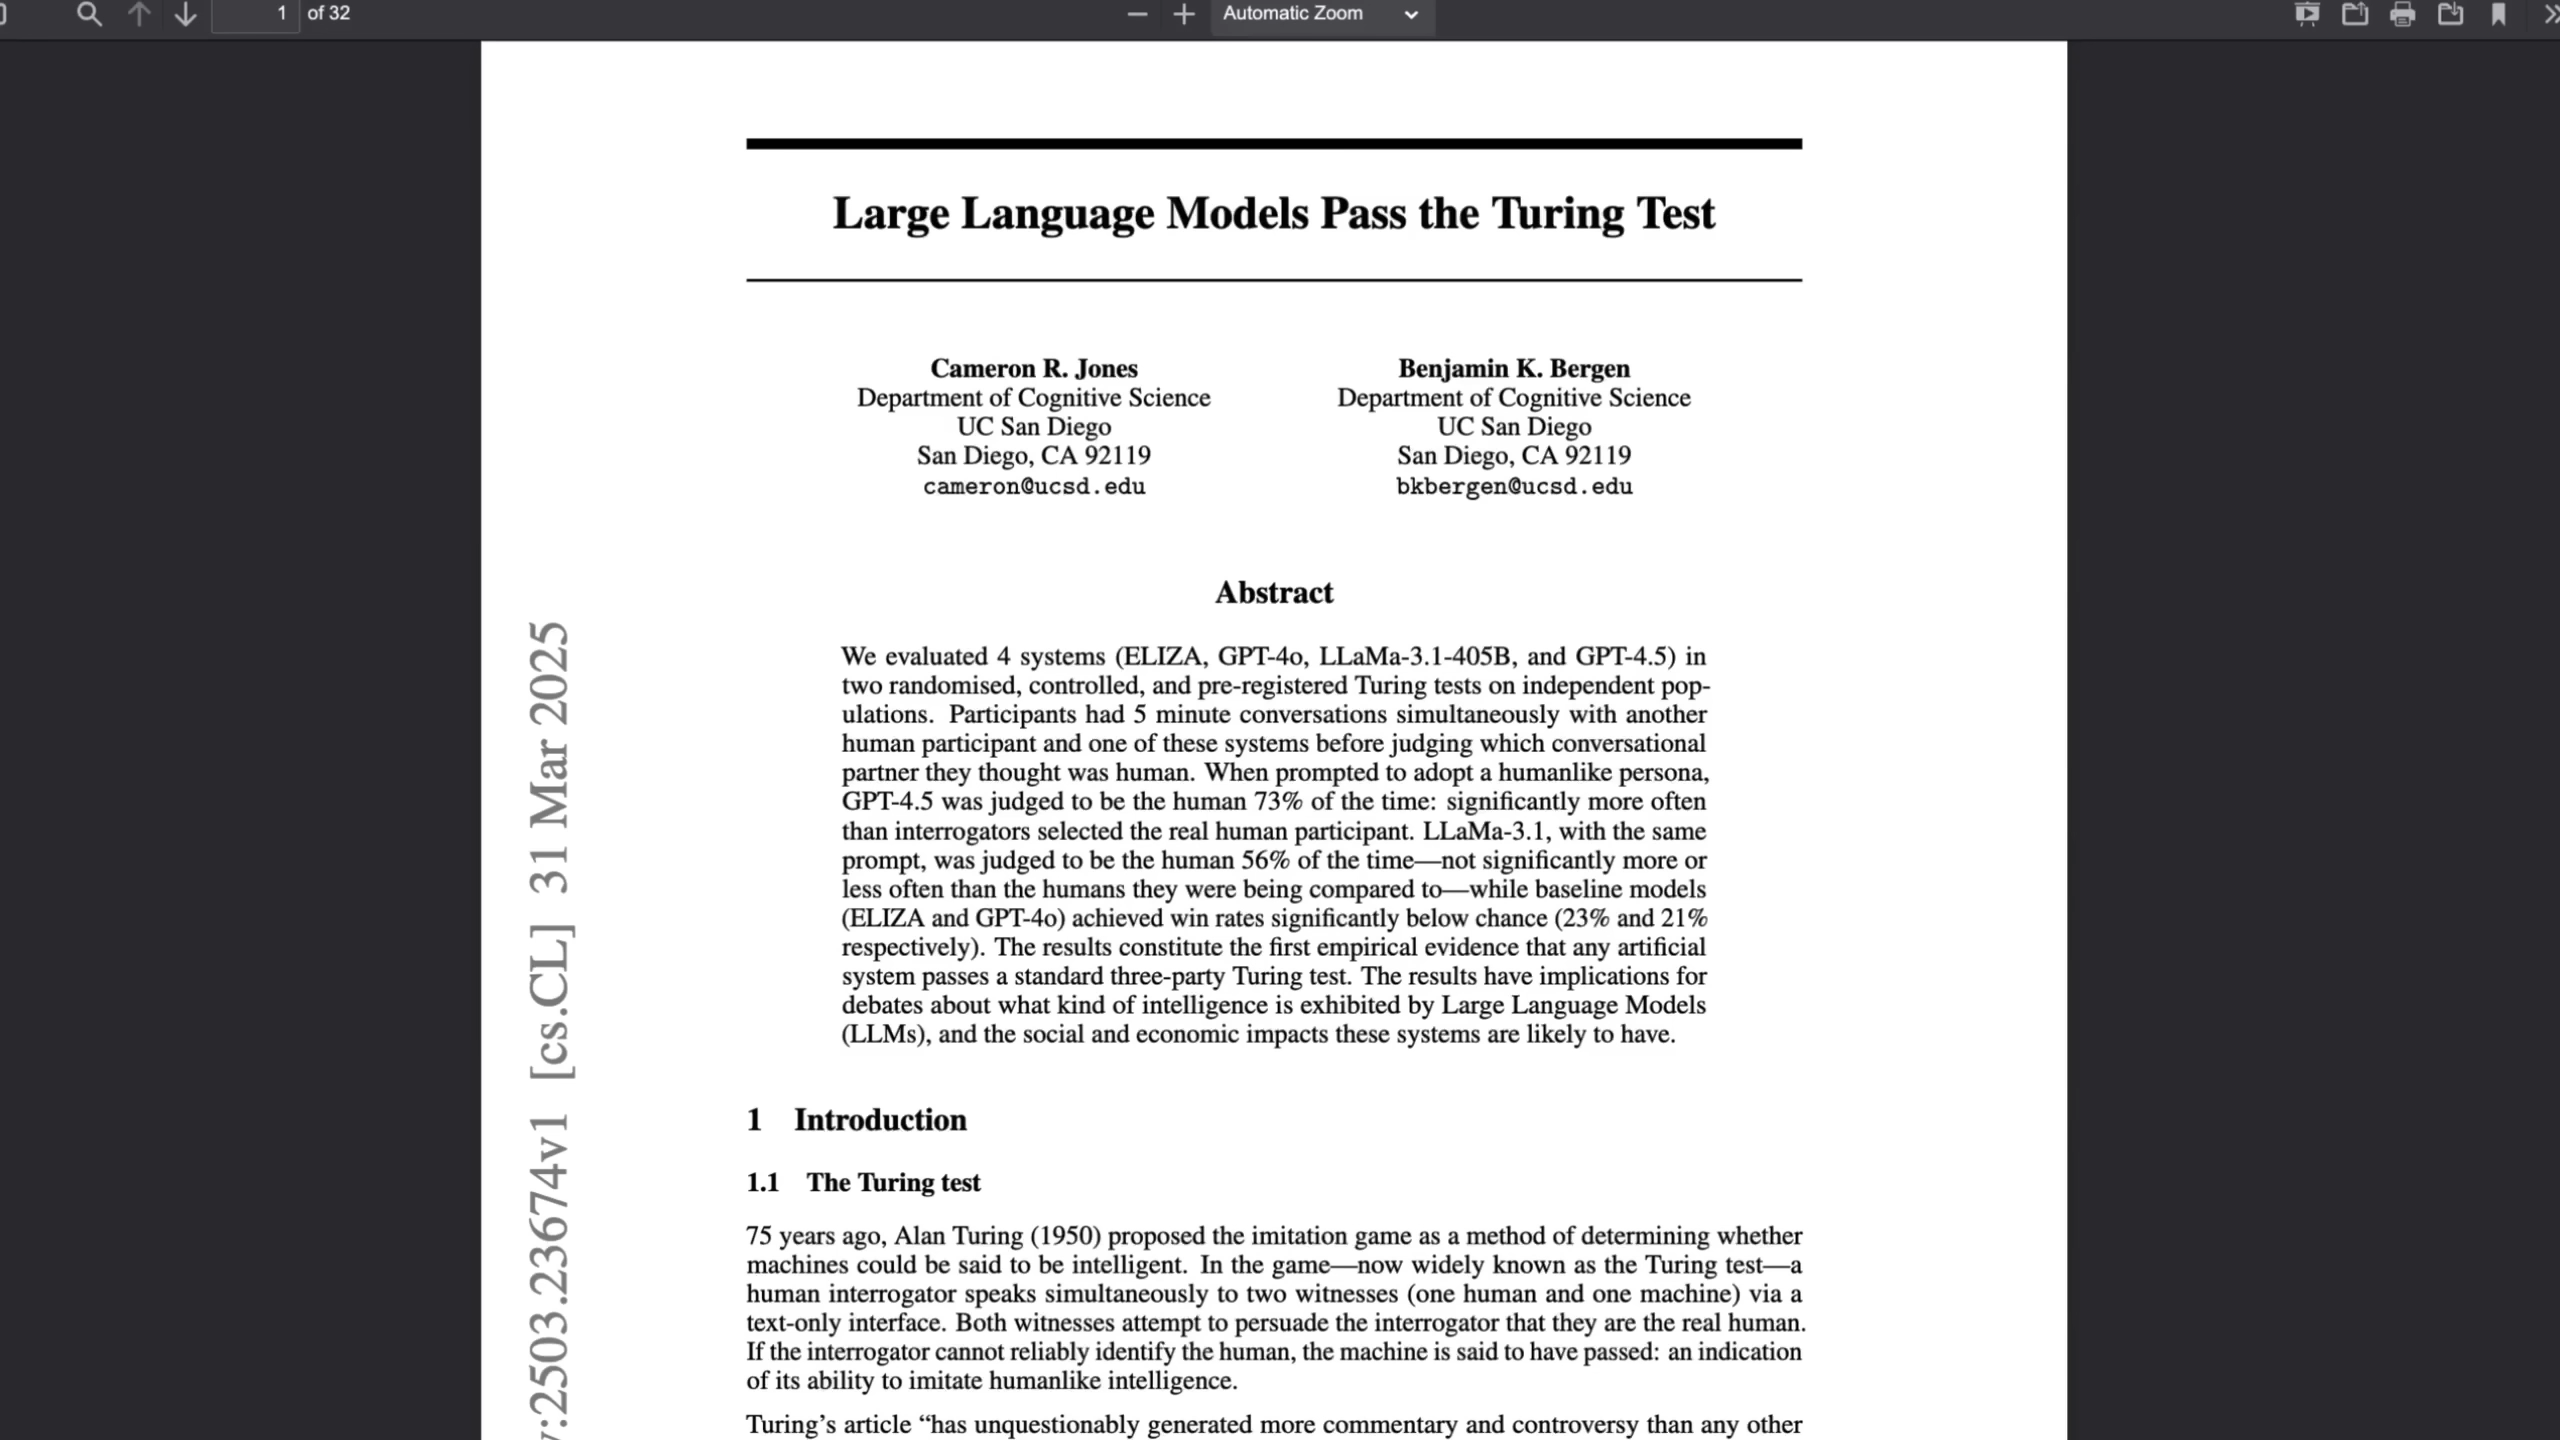 1 of 32
Automatic Zoom
Large Language Models Pass the Turing Test
Cameron R. Jones
Department of Cognitive Science
UC San Diego
San Diego, CA 92119
cameron@ucsd.edu
Benjamin K. Bergen
Department of Cognitive Science
UC San Diego
San Diego, CA 92119
bkbergen@ucsd.edu
Abstract
We evaluated 4 systems (ELIZA, GPT-4o, LLaMa-3.1-405B, and GPT-4.5) in
two randomised, controlled, and pre-registered Turing tests on independent pop-
ulations. Participants had 5 minute conversations simultaneously with another
human participant and one of these systems before judging which conversational
partner they thought was human. When prompted to adopt a humanlike persona,
GPT-4.5 was judged to be the human 73% of the time: significantly more often
than interrogators selected the real human participant. LLaMa-3.1, with the same
prompt, was judged to be the human 56% of the time—not significantly more or
less often than the humans they were being compared to—while baseline models
(ELIZA and GPT-4o) achieved win rates significantly below chance (23% and 21%
respectively). The results constitute the first empirical evidence that any artificial
system passes a standard three-party Turing test. The results have implications for
debates about what kind of intelligence is exhibited by Large Language Models
(LLMs), and the social and economic impacts these systems are likely to have.
1 Introduction
1.1 The Turing test
75 years ago, Alan Turing (1950) proposed the imitation game as a method of determining whether
machines could be said to be intelligent. In the game—now widely known as the Turing test—a
human interrogator speaks simultaneously to two witnesses (one human and one machine) via a
text-only interface. Both witnesses attempt to persuade the interrogator that they are the real human.
If the interrogator cannot reliably identify the human, the machine is said to have passed: an indication
of its ability to imitate humanlike intelligence.
Turing's article “has unquestionably generated more commentary and controversy than any other
:2503.23674v1 [cs.CL] 31 Mar 2025